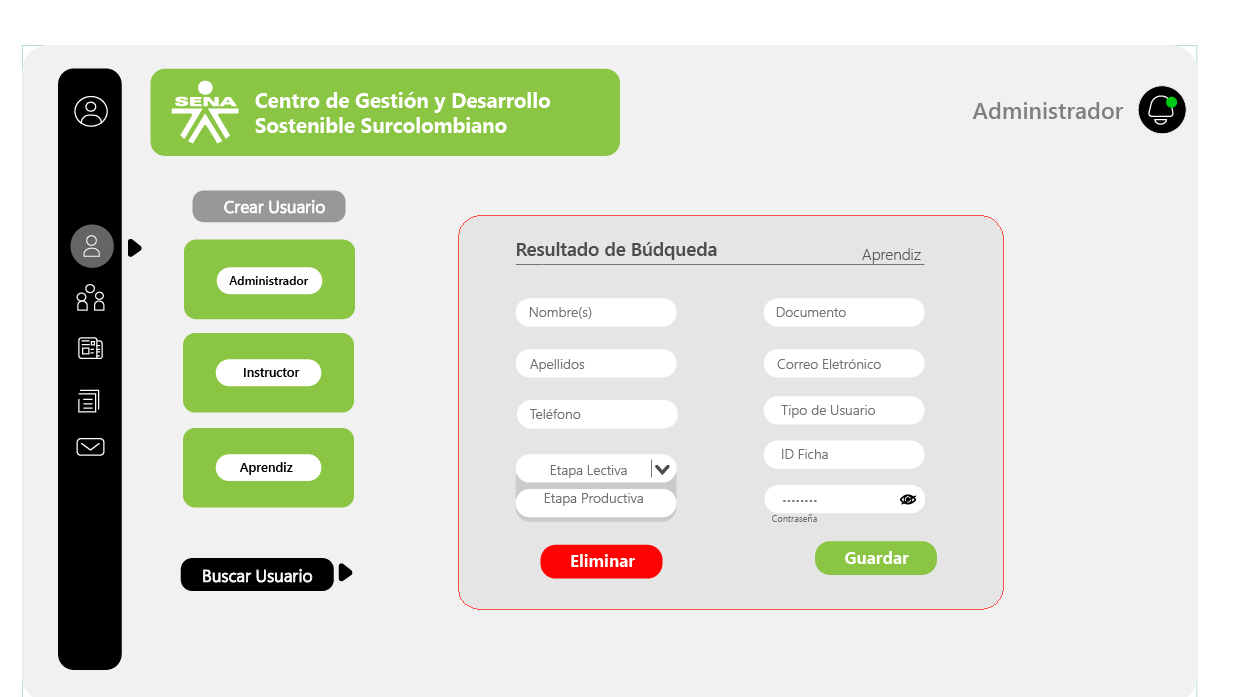 SENA
Centro de Gestión y Desarrollo
Sostenible Surcolombiano
Administrador
Crear Usuario
Administrador
Instructor
Aprendiz
Buscar Usuario
Resultado de Búdqueda
Aprendiz
Nombre(s)
Documento
Apellidos
Correo Eletrónico
Teléfono
Tipo de Usuario
Etapa Lectiva
ID Ficha
Etapa Productiva
........
Contraseña
Eliminar
Guardar